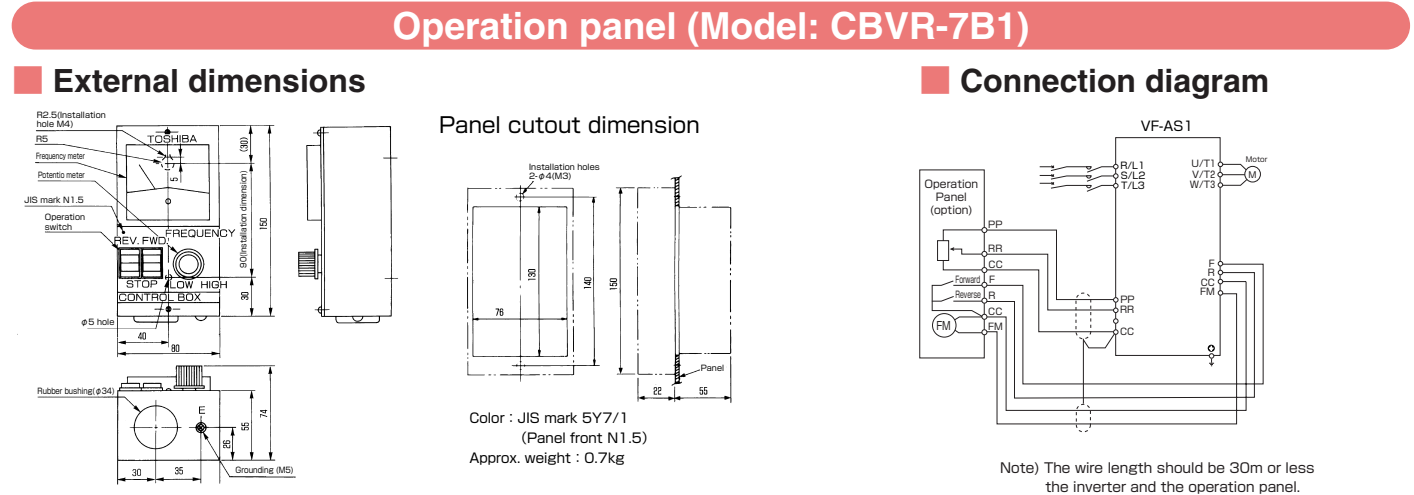 Operation panel (Model: CBVR-7B1)
External dimensions
Connection diagram
R2.5(Installation
hole M4)
R5
Frequency meter
Potentio meter
JIS mark N1.5
Operation
switch
TOSHIBA
REV. FWD.
FREQUENCY
STOP
LOW HIGH
CONTROL BOX
φ5 hole
5
(30)
90(Installation dimension)
150
30
40
80
Rubber bushing(φ34)
E
26
55
74
30
35
Grounding (M5)
Panel cutout dimension
Installation holes
2-φ4(M3)
76
130
140
150
Panel
22
55
Color : JIS mark 5Y7/1
(Panel front N1.5)
Approx. weight : 0.7kg
VF-AS1
R/L1
S/L2
T/L3
U/T1
V/T2
W/T3
Motor
M
Operation
Panel
(option)
PP
RR
CC
Forward
F
Reverse
R
CC
FM
FM
F
R
CC
FM
PP
RR
CC
Note) The wire length should be 30m or less
the inverter and the operation panel.